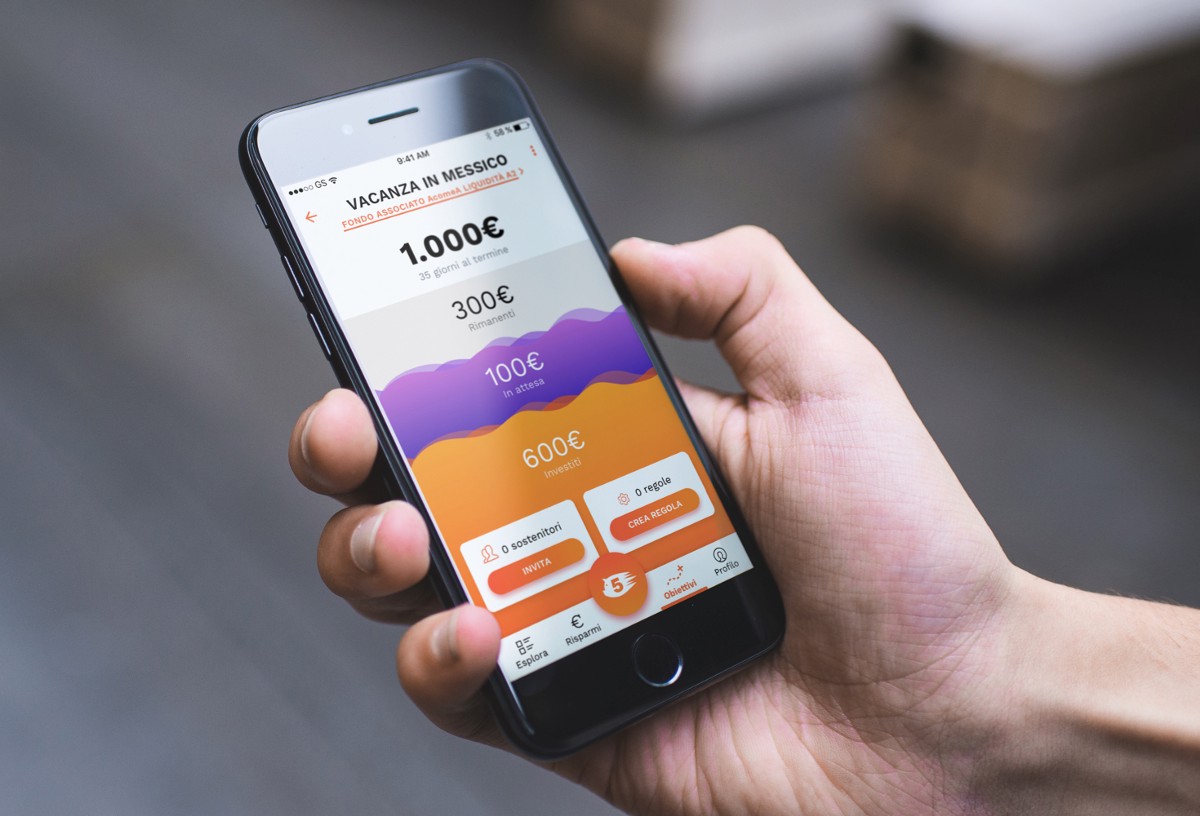 GS
9:41 AM
58 %
VACANZA IN MESSICO
FONDO ASSOCIATO AcomeA LIQUIDITÀ A2
1.000€
35 giorni al termine
300€
Rimanenti
100€
In attesa
600€
Investiti
0 sostenitori
INVITA
0 regole
CREA REGOLA
Esplora
€
Risparmi
5
Obiettivi
Profilo